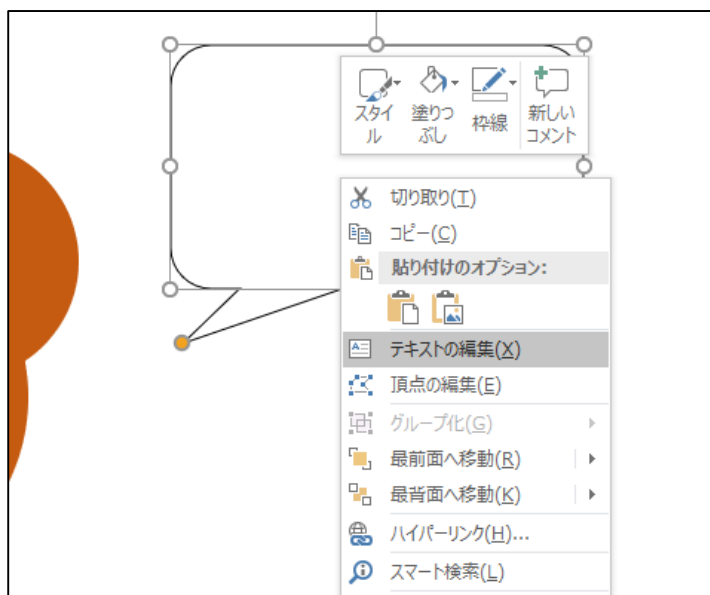 スタイ
ル
塗りつ
ぶし
枠線
新しい
コメント
切り取り(T)
コピー(C)
貼り付けのオプション:
テキストの編集(X)
頂点の編集(E)
グループ化(G)
最前面へ移動(R)
最背面へ移動(K)
ハイパーリンク(H)...
スマート検索(L)